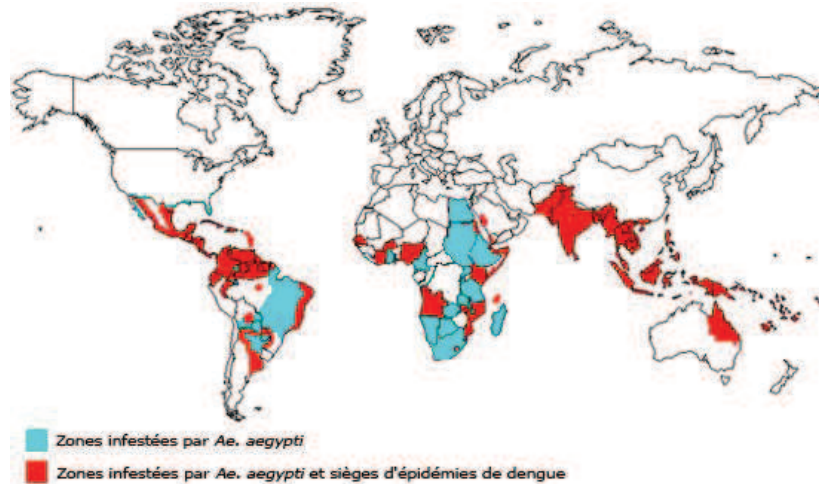 Zones infestées par Ae. aegypti
Zones infestées par Ae. aegypti et sièges d'épidémies de dengue